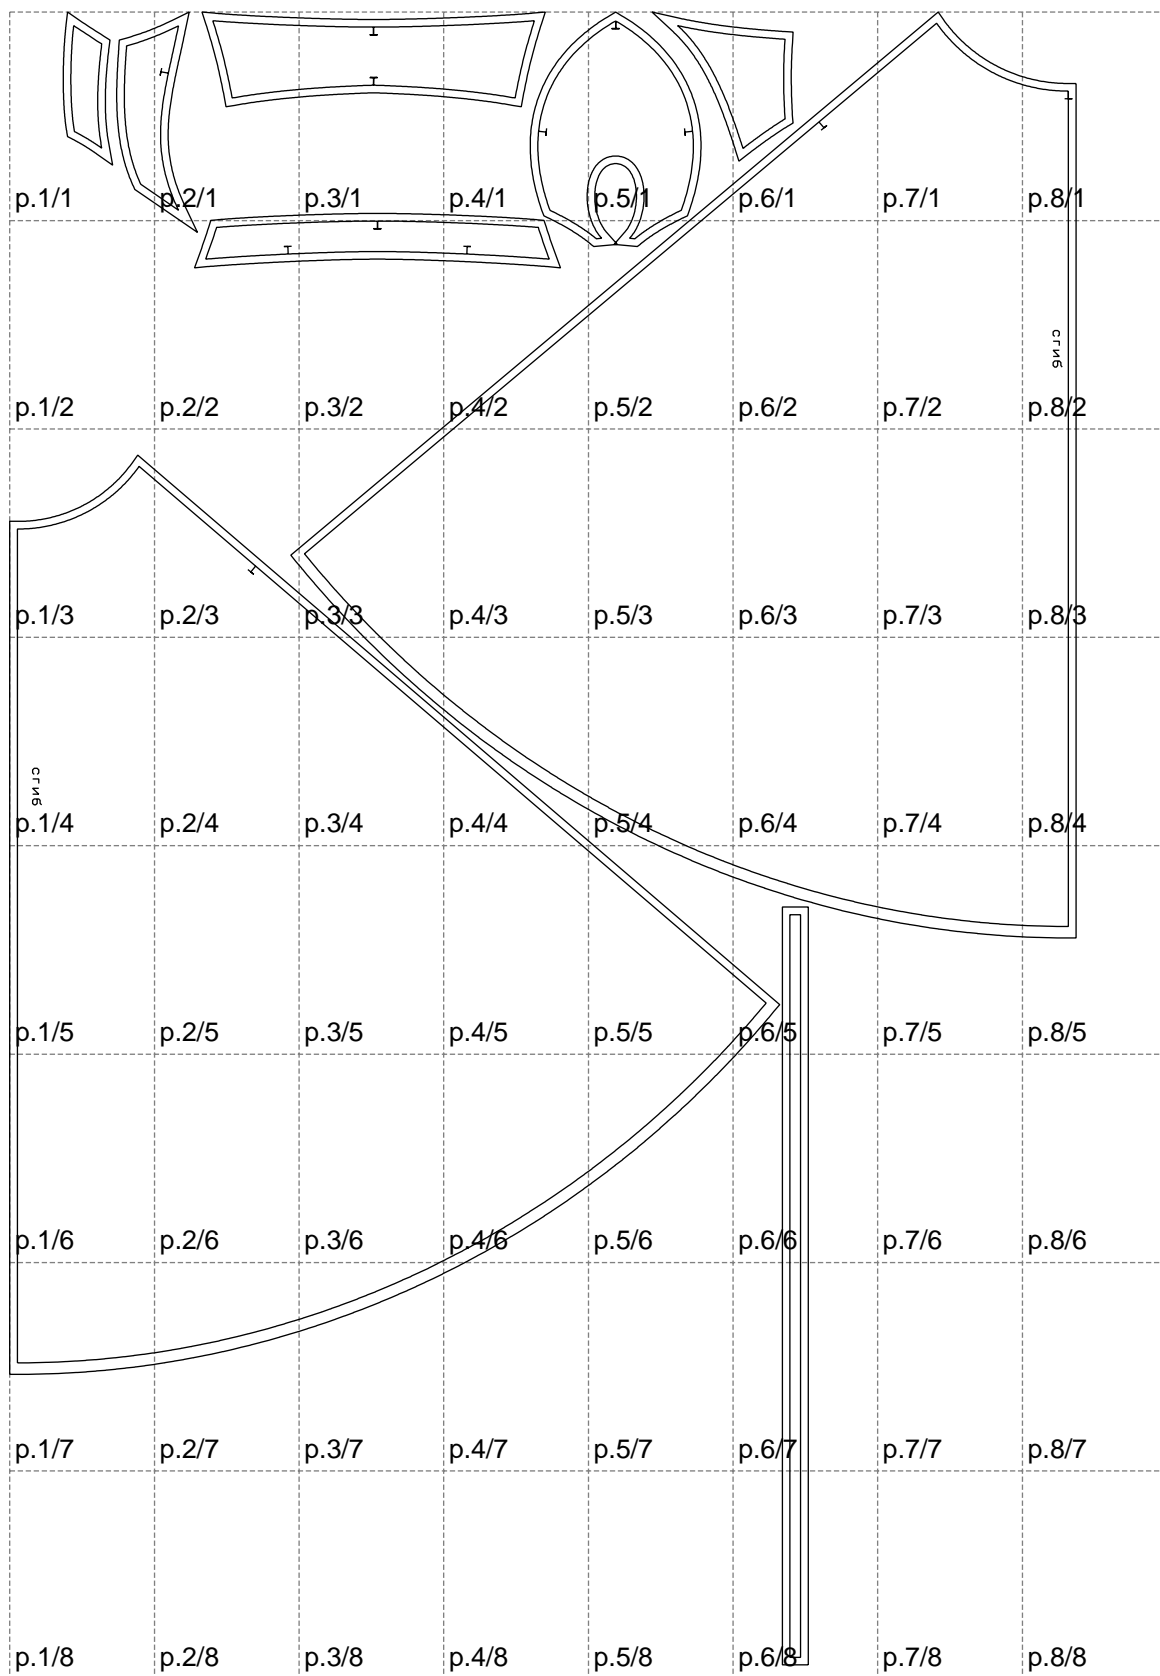 p.1/1 p.2/1 p.3/1 p.4/1 p.5/1 p.6/1 p.7/1 p.8/1
сгиб
p.1/2 p.2/2 p.3/2 p.4/2 p.5/2 p.6/2 p.7/2 p.8/2
p.1/3 p.2/3 p.3/3 p.4/3 p.5/3 p.6/3 p.7/3 p.8/3
сгиб
p.1/4 p.2/4 p.3/4 p.4/4 p.5/4 p.6/4 p.7/4 p.8/4
p.1/5 p.2/5 p.3/5 p.4/5 p.5/5 p.6/5 p.7/5 p.8/5
p.1/6 p.2/6 p.3/6 p.4/6 p.5/6 p.6/6 p.7/6 p.8/6
p.1/7 p.2/7 p.3/7 p.4/7 p.5/7 p.6/7 p.7/7 p.8/7
p.1/8 p.2/8 p.3/8 p.4/8 p.5/8 p.6/8 p.7/8 p.8/8